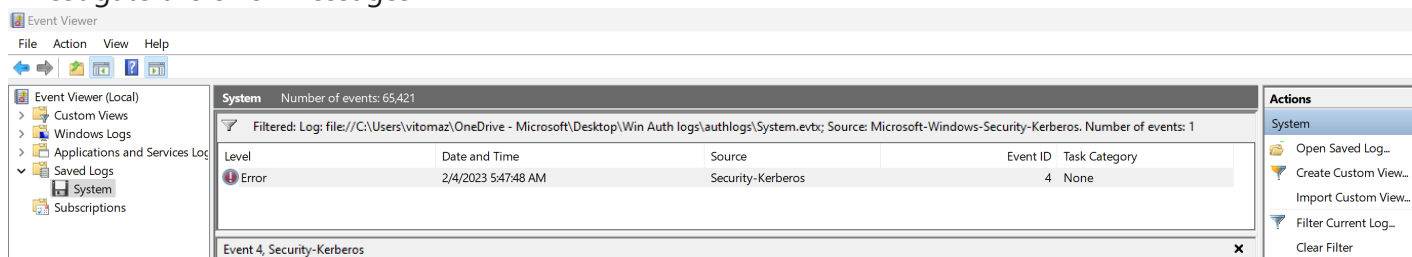 Event Viewer
File Action View Help
Event Viewer (Local)
Custom Views
Windows Logs
Applications and Services Log
Saved Logs
System
Subscriptions
System Number of events: 65,421
Filtered: Log: file://C:\Users\vitomaz\OneDrive - Microsoft\Desktop\Win Auth logs\authlogs\System.evtx; Source: Microsoft-Windows-Security-Kerberos. Number of events: 1
Level Date and Time Source Event ID Task Category
Error 2/4/2023 5:47:48 AM Security-Kerberos 4 None
Event 4, Security-Kerberos
Actions
System
Open Saved Log...
Create Custom View...
Import Custom View...
Filter Current Log...
Clear Filter